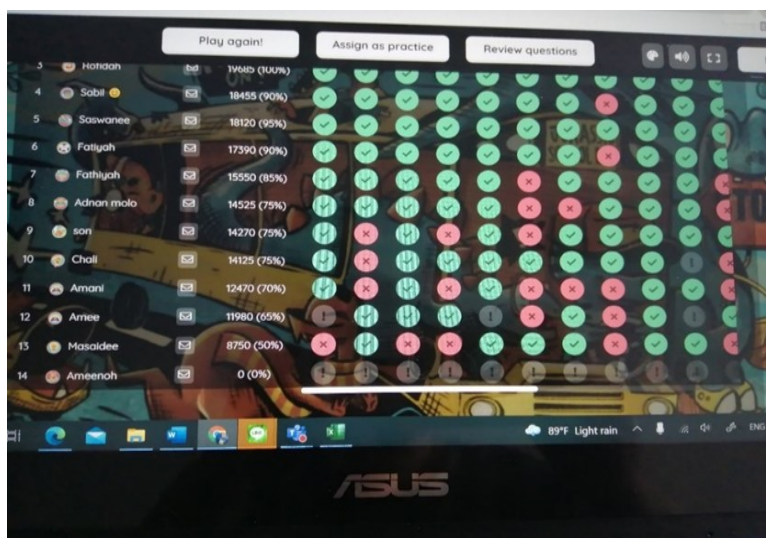 Play again!
Assign as practice
Review questions
3 Rofidah 19685 (100%)
4 Sabil 18455 (90%)
5 Saswanee 18120 (95%)
6 Fatiyah 17390 (90%)
7 Fathiyah 15550 (85%)
8 Adnan molo 14525 (75%)
9 son 14270 (75%)
10 Chali 14125 (75%)
11 Amani 12470 (70%)
12 Amee 11980 (65%)
13 Masaidee 8750 (50%)
14 Ameenoh 0 (0%)
89°F Light rain
ENG
ASUS